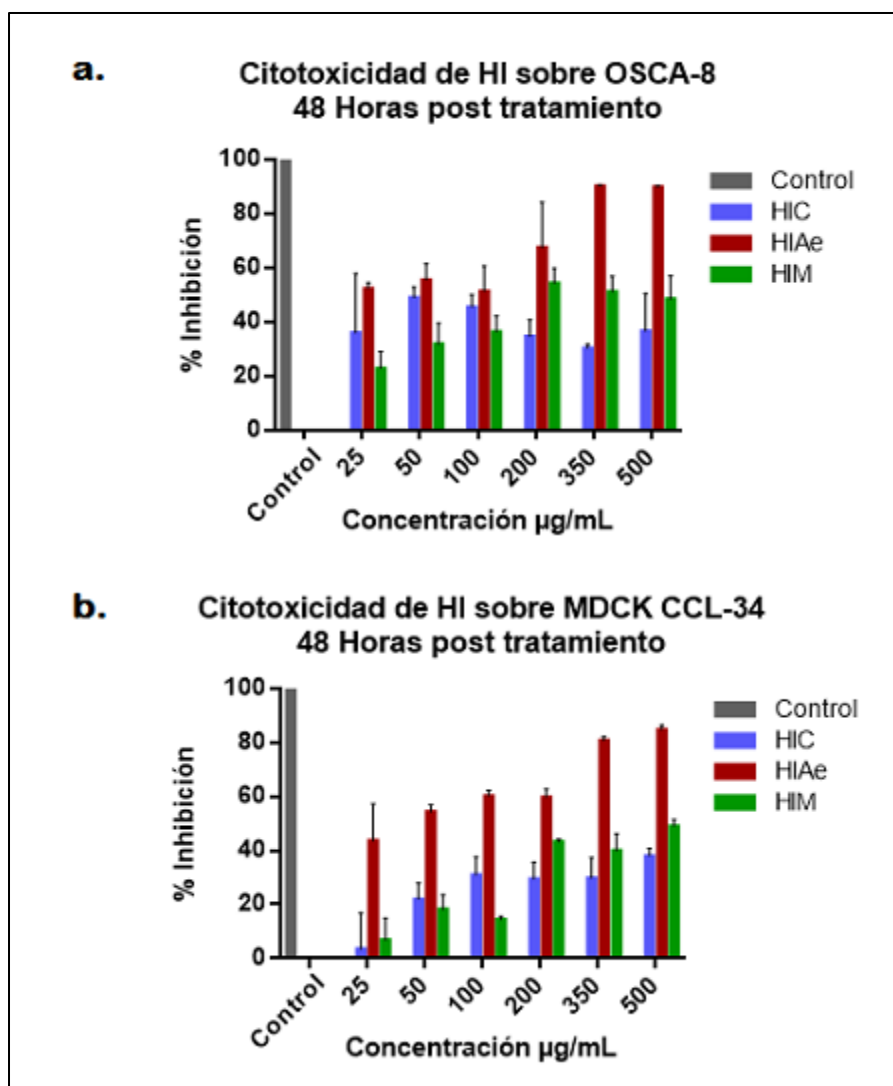 a.
Citotoxicidad de HI sobre OSCA-8
48 Horas post tratamiento
% Inhibición
100
80
60
40
20
0
Control
25
50
100
200
350
500
Concentración µg/mL
Control
HIC
HIAe
HIM
b.
Citotoxicidad de HI sobre MDCK CCL-34
48 Horas post tratamiento
% Inhibición
100
80
60
40
20
0
Control
25
50
100
200
350
500
Concentración µg/mL
Control
HIC
HIAe
HIM